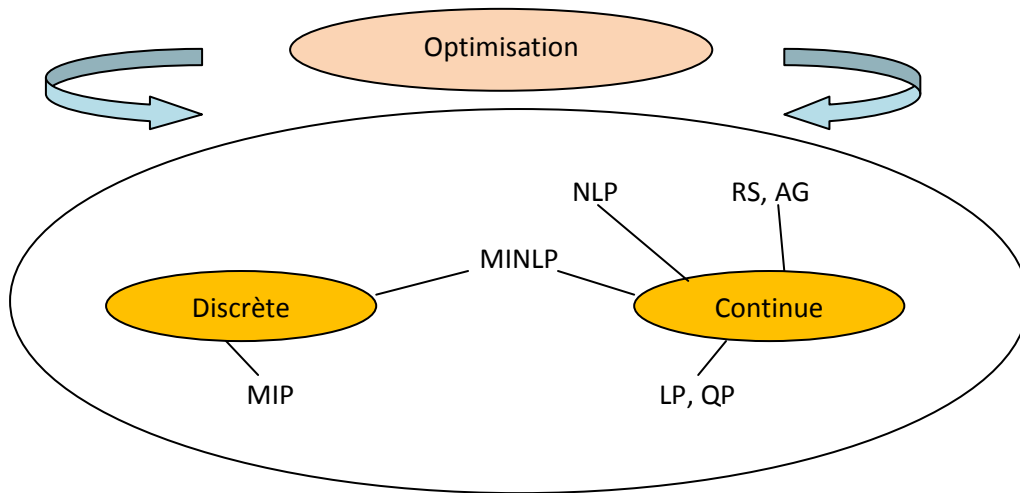 Optimisation
NLP
RS, AG
MINLP
Discrète
Continue
MIP
LP, QP